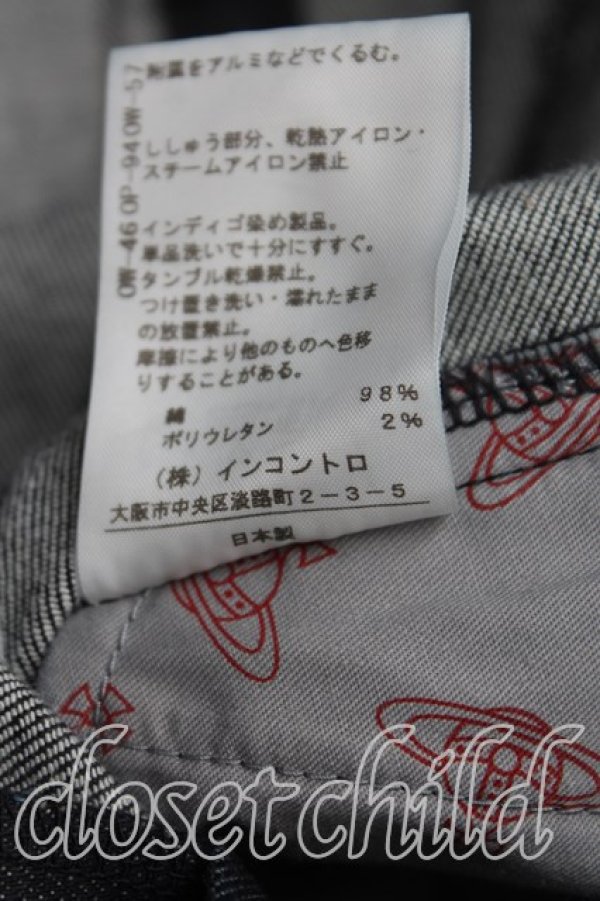 附属をアルミなどでくるむ。
ししゅう部分、乾熱アイロン・
スチームアイロン禁止
インディゴ染め製品。
単品洗いで十分にすすぐ。
タンブル乾燥禁止。
つけ置き洗い・濡れたまま
の放置禁止。
摩擦により他のものへ色移
りすることがある。
綿 98%
ポリウレタン 2%
(株)インコントロ
大阪市中央区淡路町2-3-5
日本製
OW-46 OP-94 OW-57
closet child